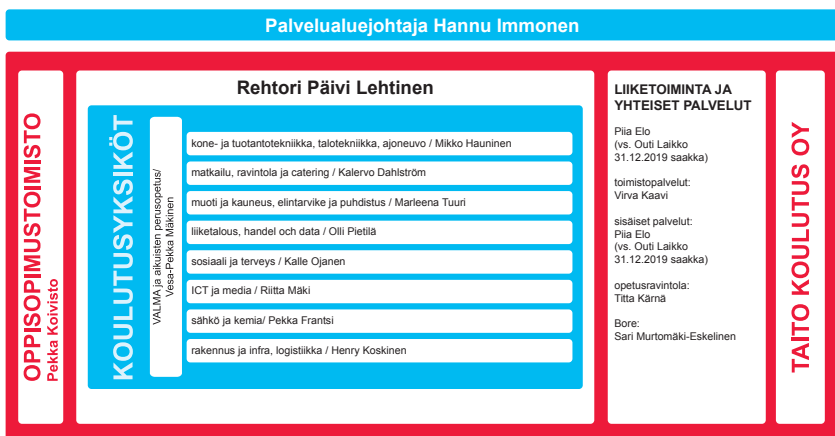 Palvelualuejohtaja Hannu Immonen
OPPISOPIMUSTOIMISTO
Pekka Koivisto
Rehtori Päivi Lehtinen
KOULUTUSYKSIKÖT
VALMA ja aikuisten perusopetus/
Vesa-Pekka Mäkinen
kone- ja tuotantotekniikka, talotekniikka, ajoneuvo / Mikko Hauninen
matkailu, ravintola ja catering / Kalervo Dahlström
muoti ja kauneus, elintarvike ja puhdistus / Marleena Tuuri
liiketalous, handel och data / Olli Pietilä
sosiaali ja terveys / Kalle Ojanen
ICT ja media / Riitta Mäki
sähkö ja kemia/ Pekka Frantsi
rakennus ja infra, logistiikka / Henry Koskinen
LIIKETOIMINTA JA
YHTEISET PALVELUT
Piia Elo
(vs. Outi Laikko
31.12.2019 saakka)
toimistopalvelut:
Virva Kaavi
sisäiset palvelut:
Piia Elo
(vs. Outi Laikko
31.12.2019 saakka)
opetusravintola:
Titta Kärnä
Bore:
Sari Murtomäki-Eskelinen
TAITO KOULUTUS OY